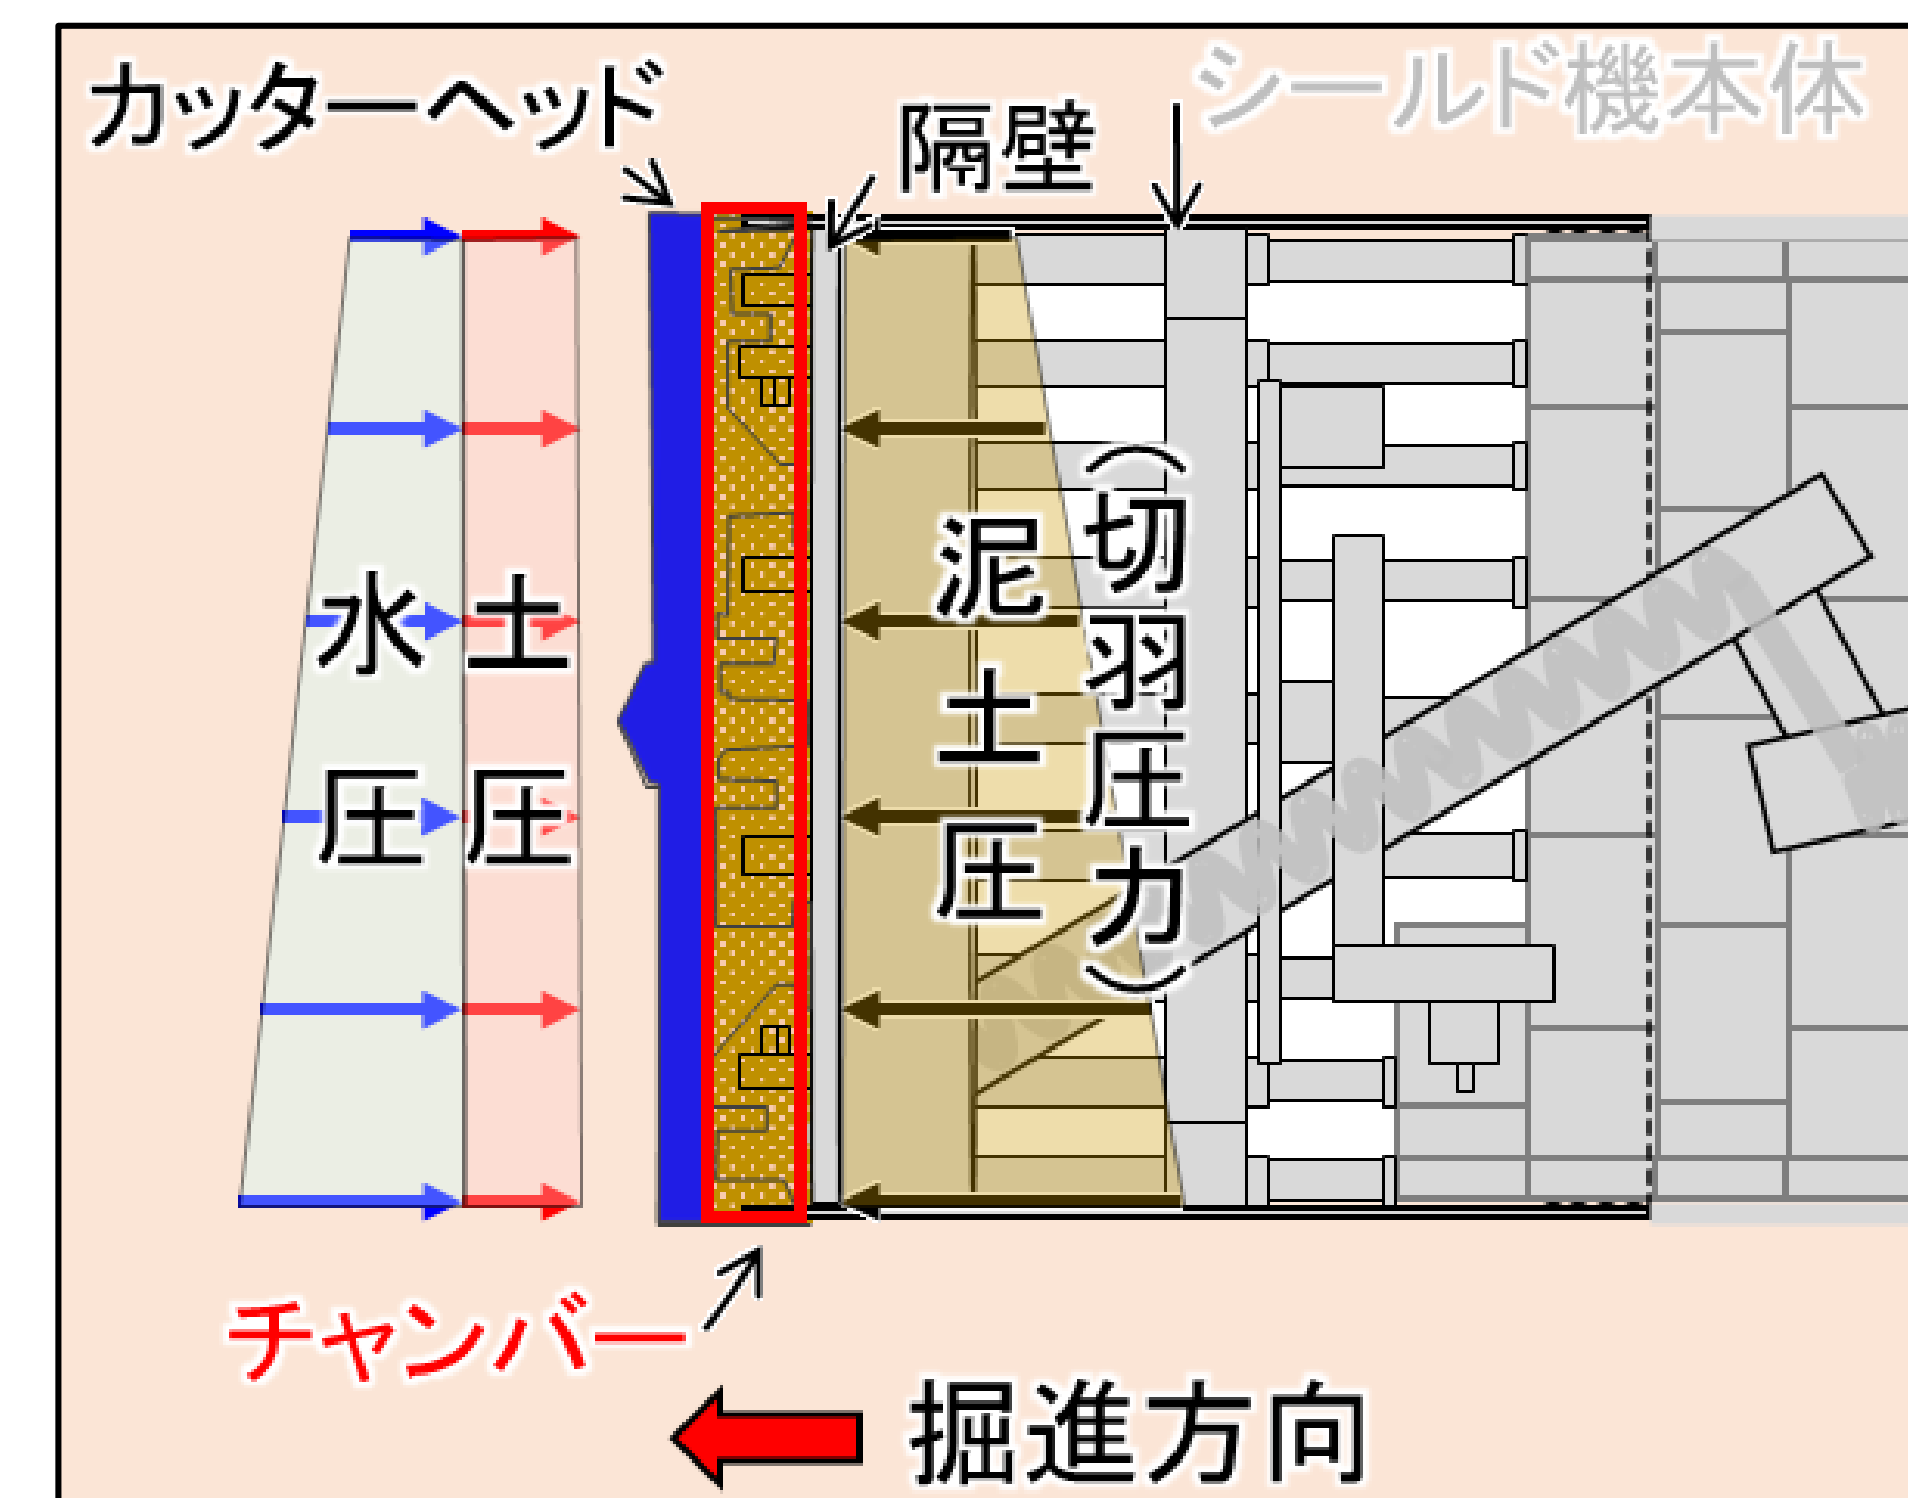 カッターヘッド
隔壁
シールド機本体
水圧
土圧
泥土圧
(切羽圧力)
チャンバー
掘進方向